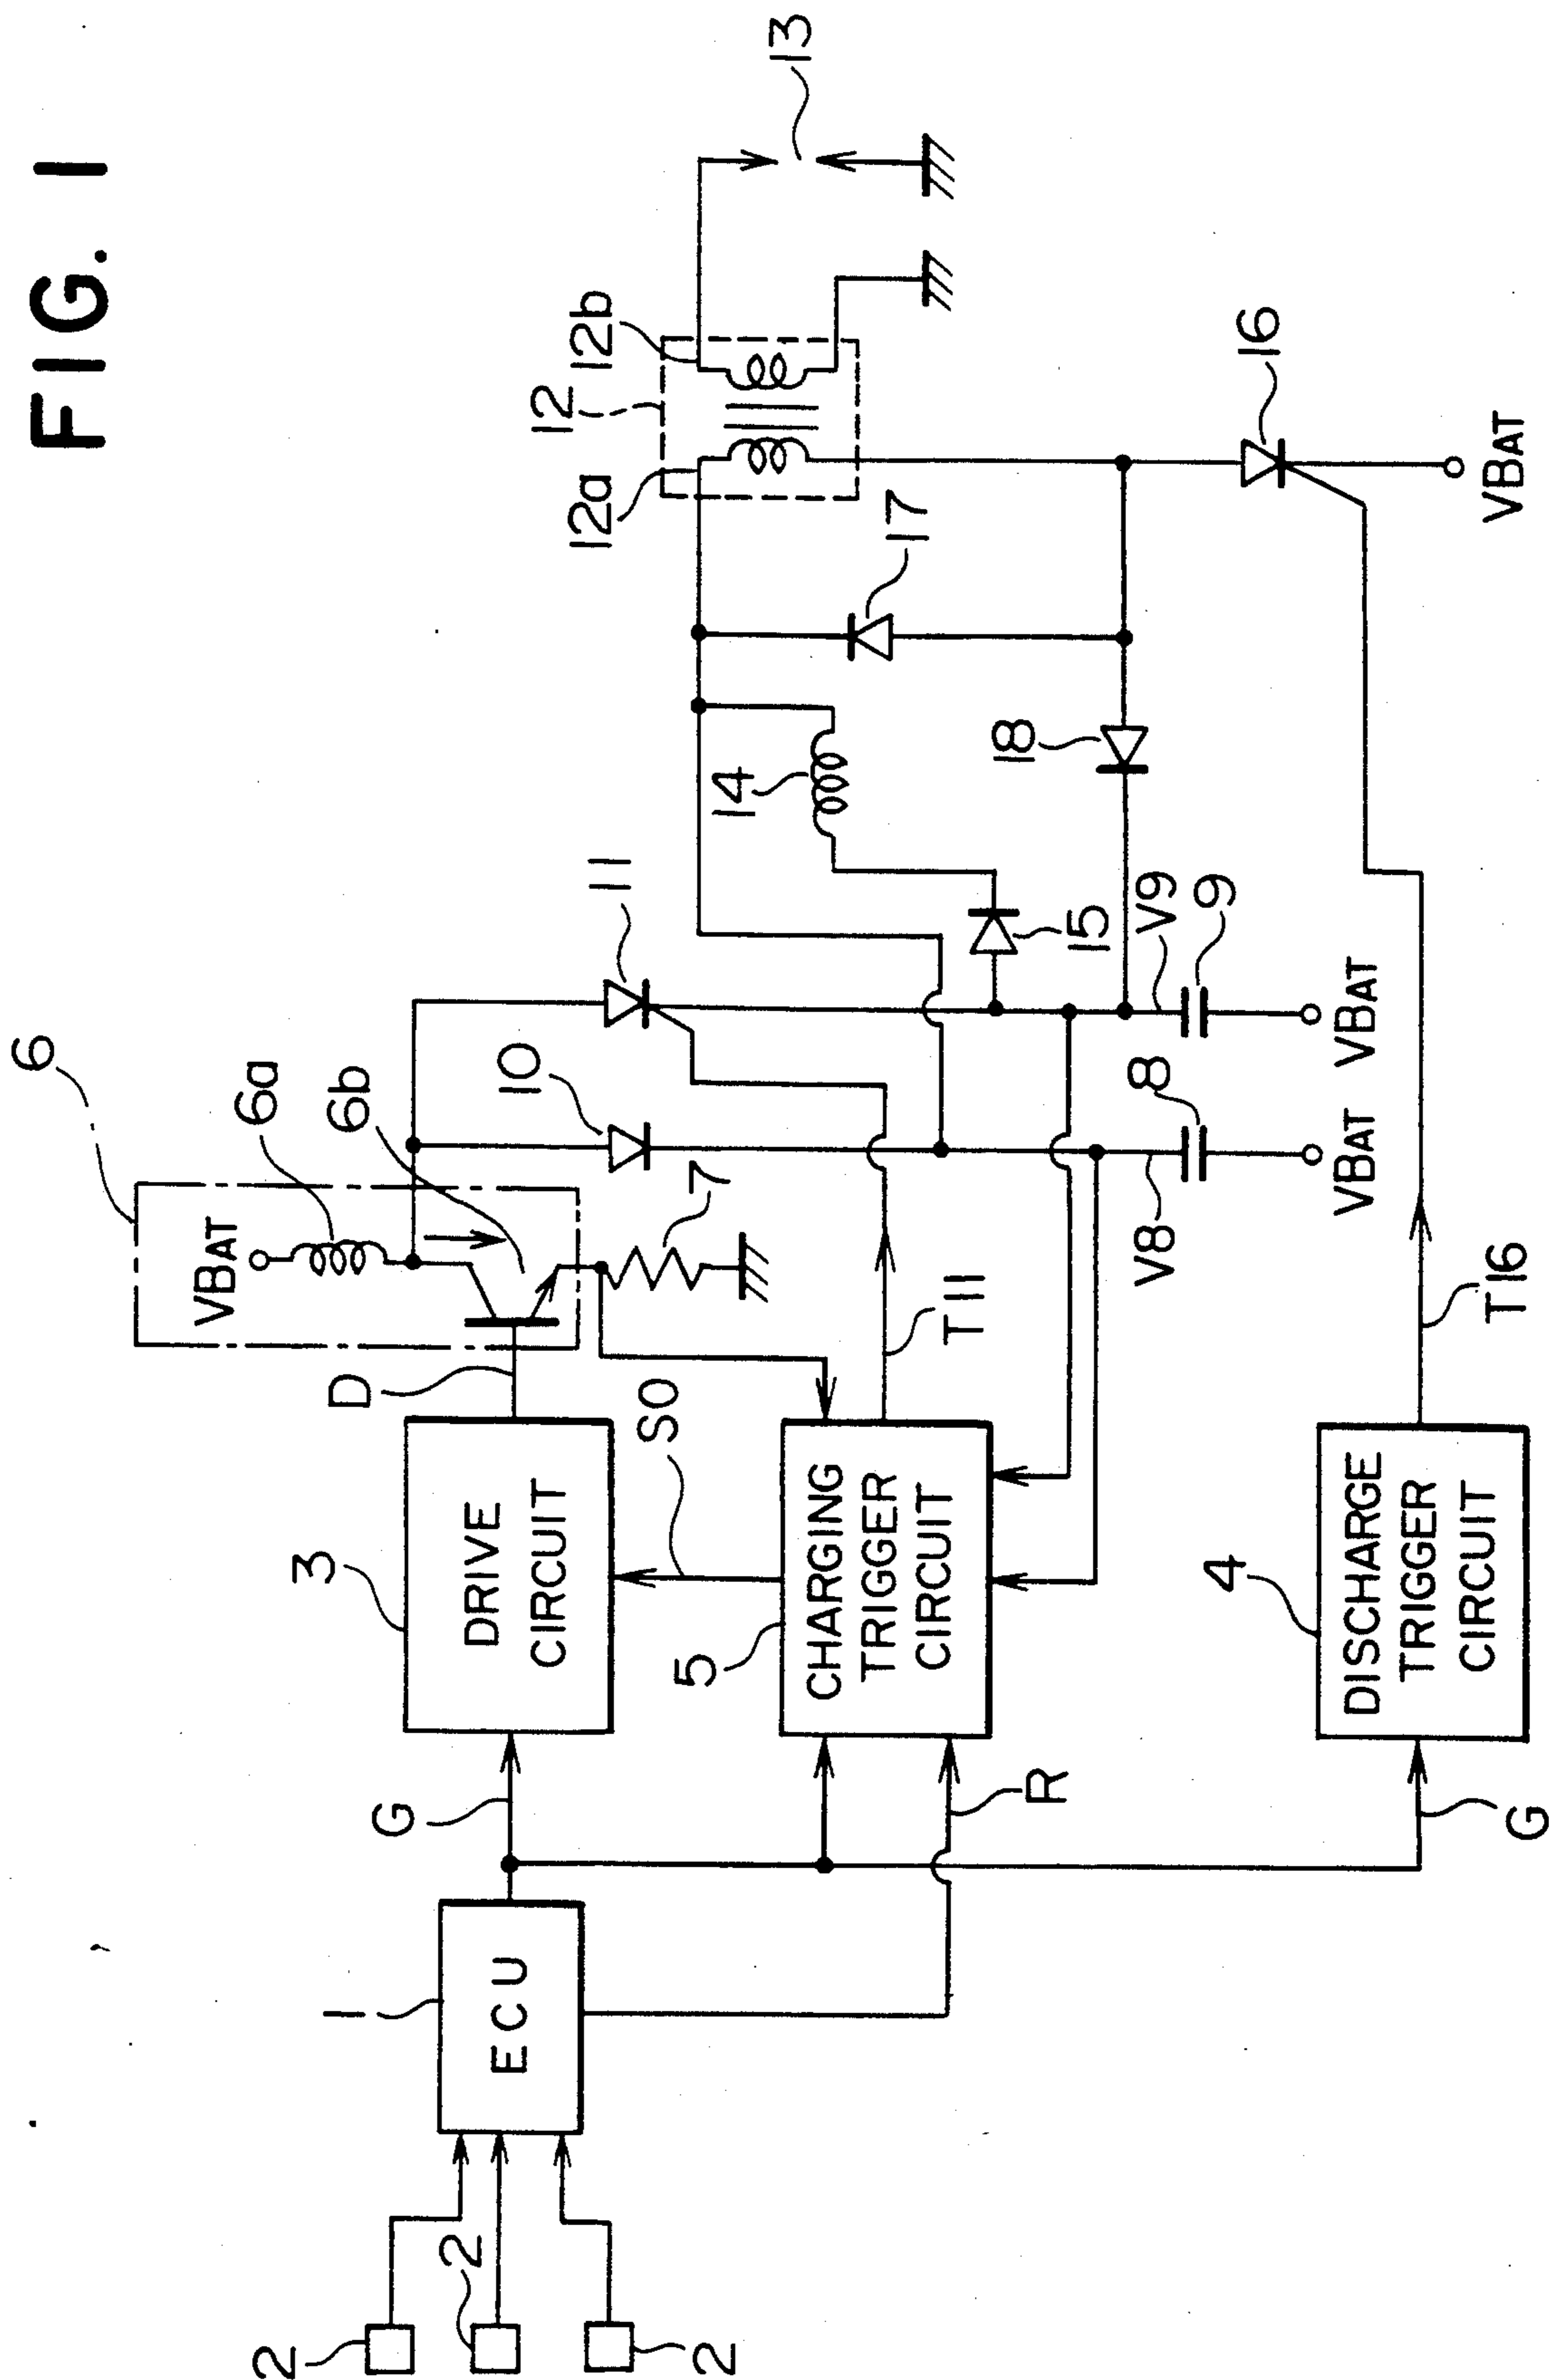 FIG. 1
6
VBAT
6a
6b
10
11
12
12a
12b
13
14
15
16
17
18
VBAT
3
D
DRIVE
CIRCUIT
7
SO
5
CHARGING
TRIGGER
CIRCUIT
T11
V8
8
VBAT
V9
9
VBAT
1
ECU
G
R
2
2
2
4
DISCHARGE
TRIGGER
CIRCUIT
T16
G